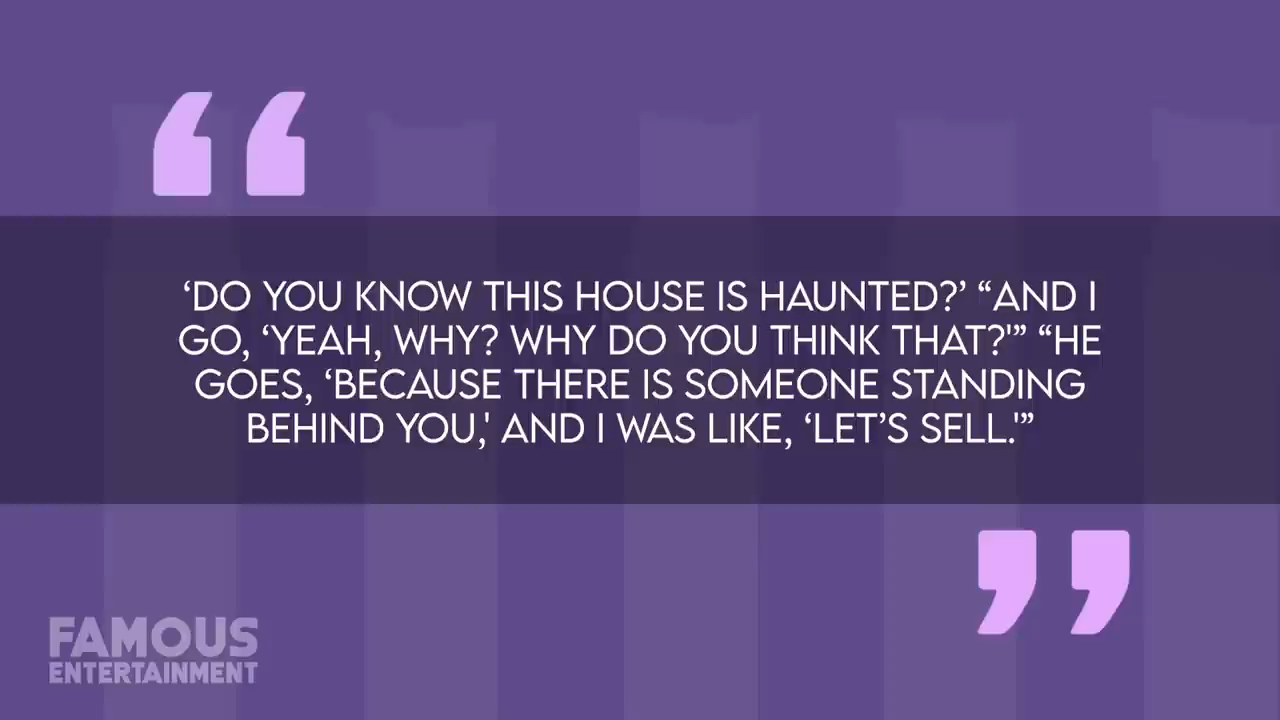 ‘DO YOU KNOW THIS HOUSE IS HAUNTED?’ “AND I
GO, ‘YEAH, WHY? WHY DO YOU THINK THAT?'” “HE
GOES, ‘BECAUSE THERE IS SOMEONE STANDING
BEHIND YOU,' AND I WAS LIKE, ‘LET’S SELL.'”
FAMOUS
ENTERTAINMENT